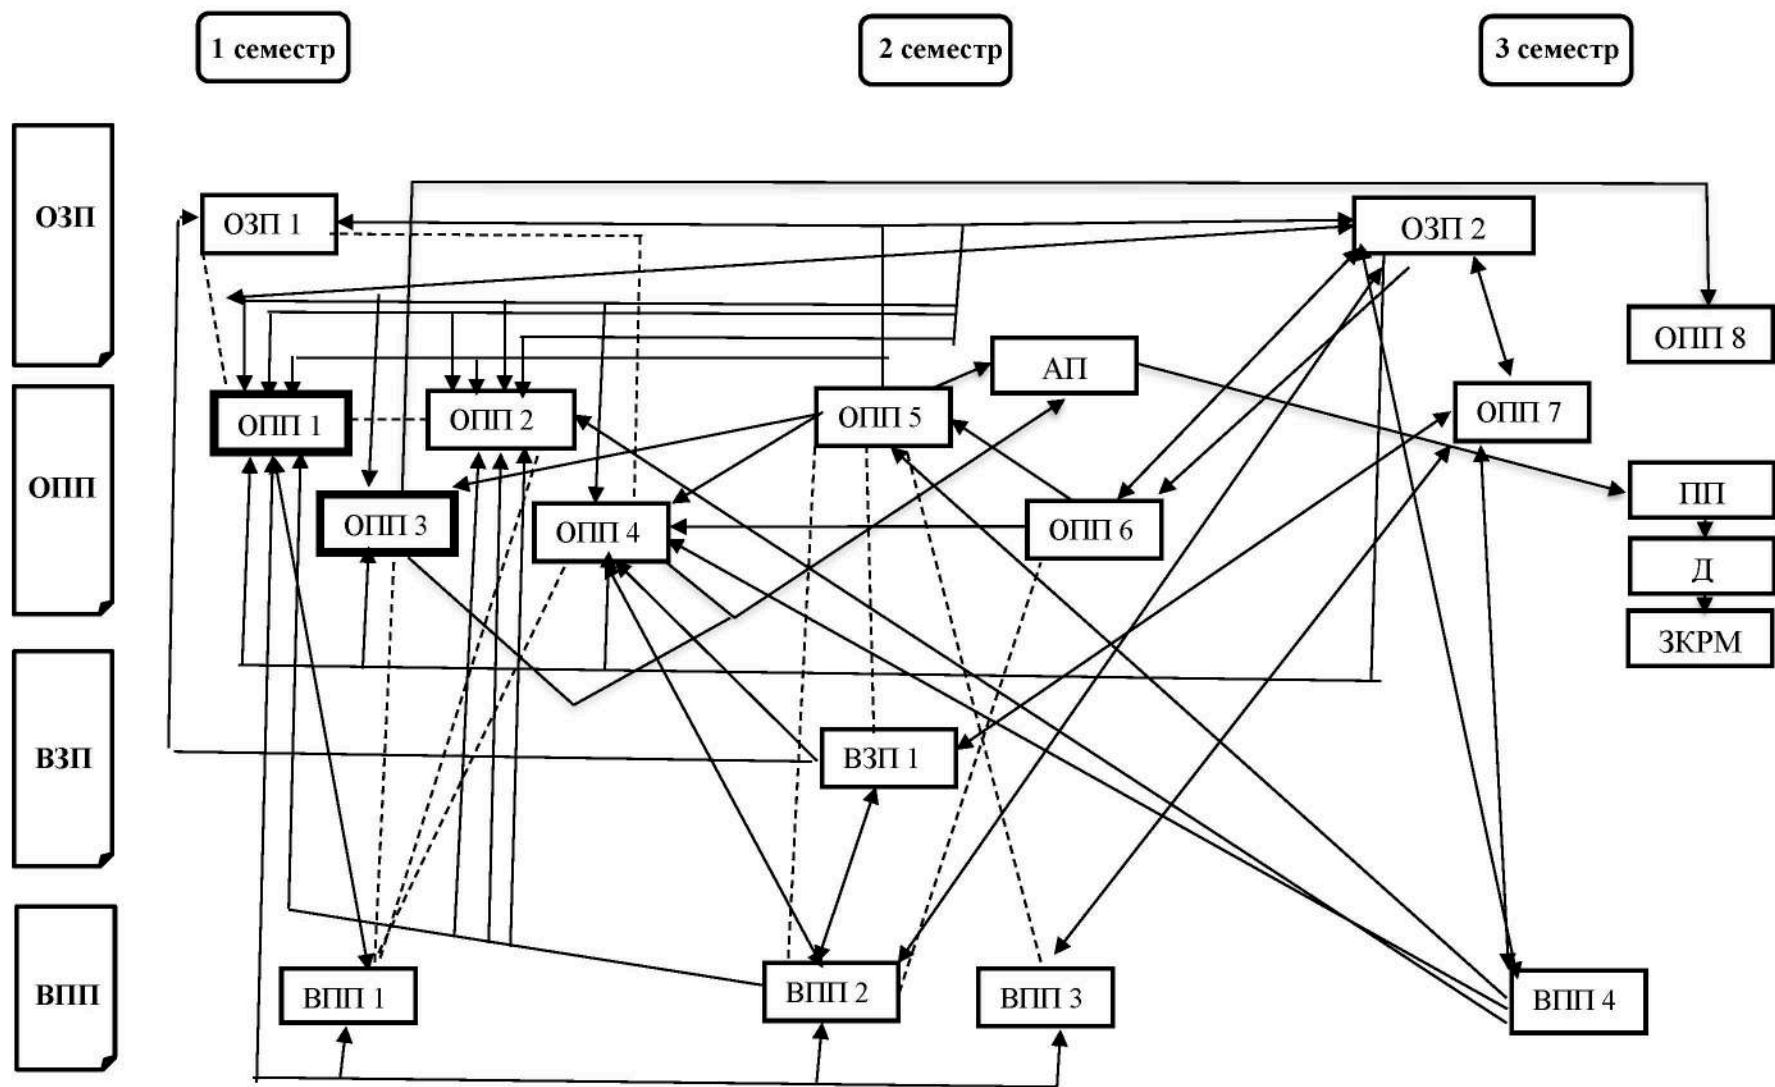 1 семестр
2 семестр
3 семестр
ОЗП
ОЗП 1
ОЗП 2
ОПП 8
АП
ОПП 1
ОПП 2
ОПП 5
ОПП 7
ОПП
ПП
ОПП 3
ОПП 4
ОПП 6
Д
ЗКРМ
ВЗП
ВЗП 1
ВПП
ВПП 1
ВПП 2
ВПП 3
ВПП 4